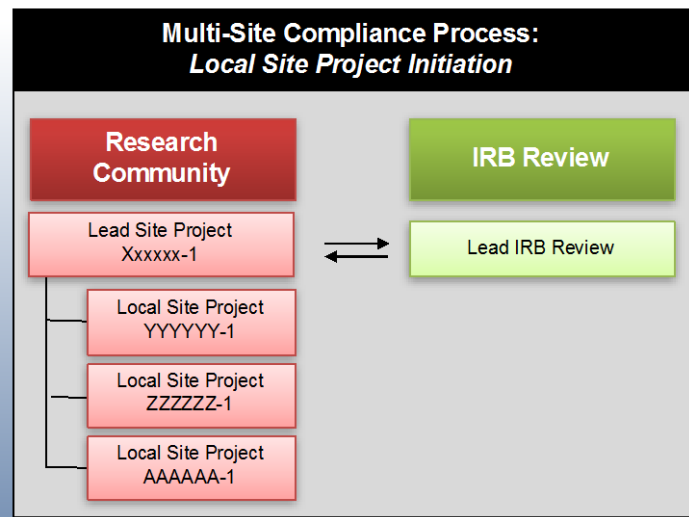 Multi-Site Compliance Process:
Local Site Project Initiation
Research
Community
IRB Review
Lead Site Project
Xxxxxx-1
Lead IRB Review
Local Site Project
YYYYYY-1
Local Site Project
ZZZZZZ-1
Local Site Project
AAAAAA-1